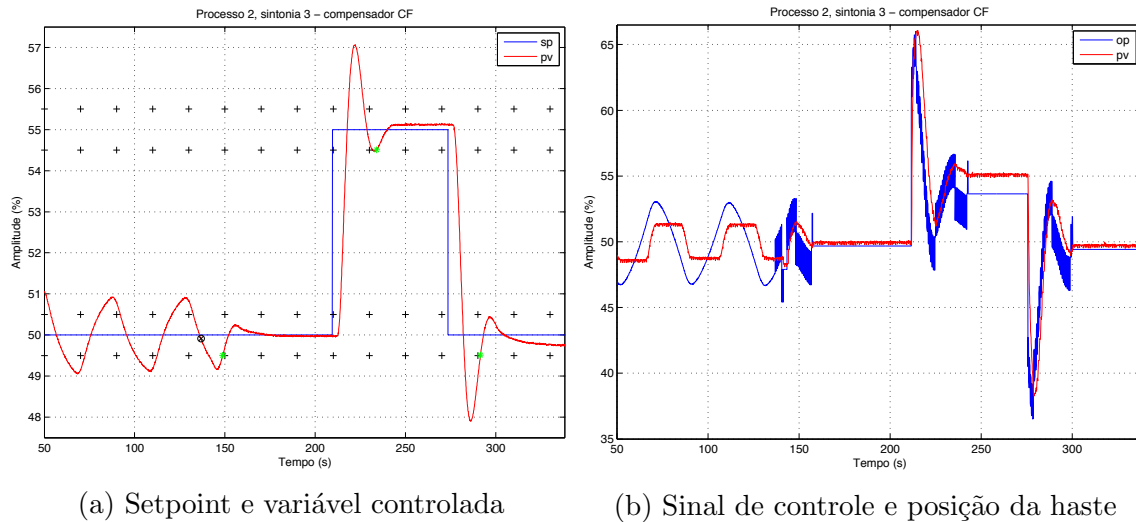 Processo 2, sintonia 3 − compensador CF
sp
pv
57
56
55
54
53
52
51
50
49
48
Amplitude (%)
50
100
150
200
250
300
Tempo (s)
(a) Setpoint e variável controlada
Processo 2, sintonia 3 − compensador CF
op
pv
65
60
55
50
45
40
35
Amplitude (%)
50
100
150
200
250
300
Tempo (s)
(b) Sinal de controle e posição da haste